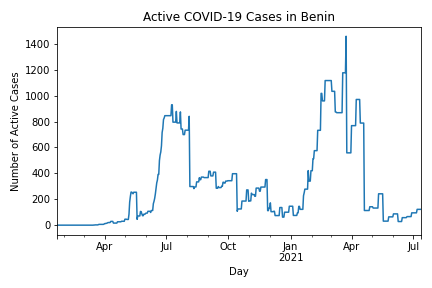 Active COVID-19 Cases in Benin
Number of Active Cases
1400
1200
1000
800
600
400
200
0
Apr Jul Oct Jan Apr Jul
2021
Day